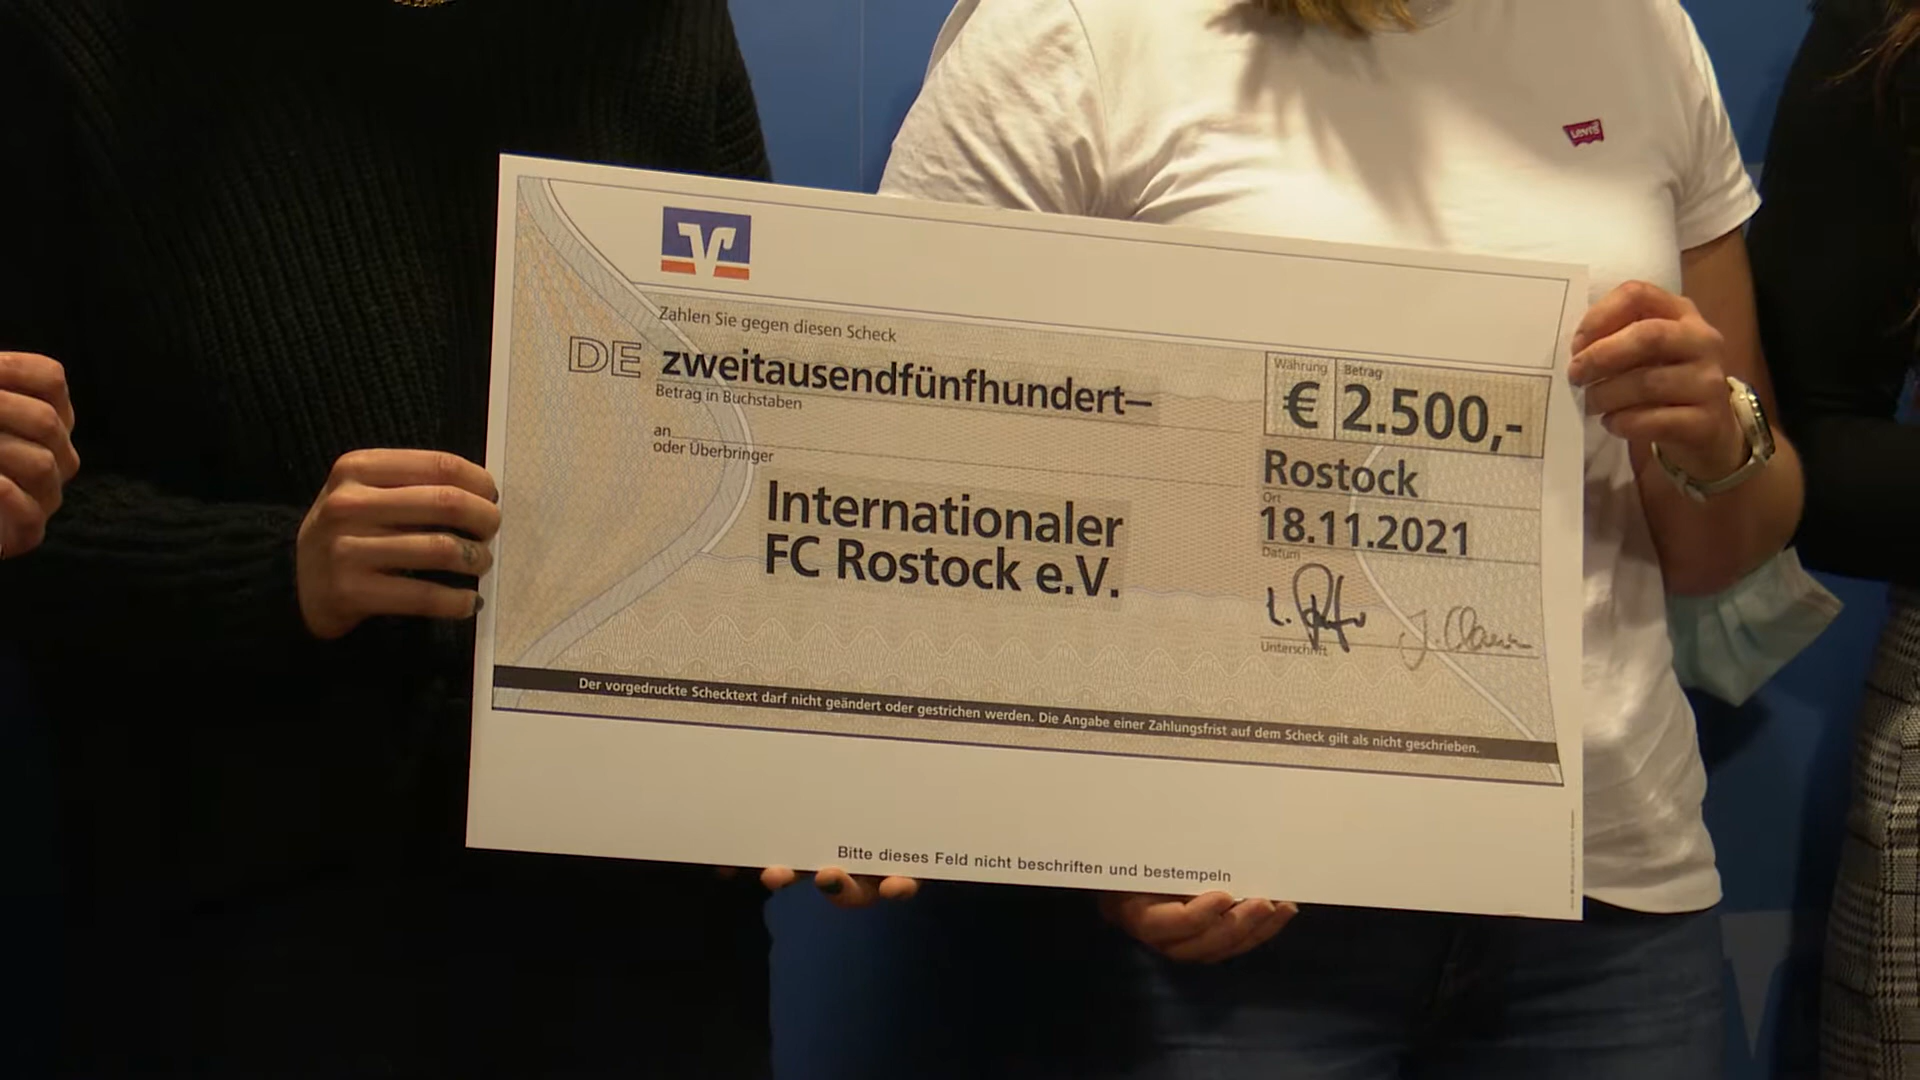 Levi's
Zahlen Sie gegen diesen Scheck
DE zweitausendfünfhundert—
Betrag in Buchstaben
Währung Betrag
€ 2.500,-
an
oder Überbringer
Rostock
Ort
Internationaler
FC Rostock e.V.
18.11.2021
Datum
Unterschrift
Der vorgedruckte Schecktext darf nicht geändert oder gestrichen werden. Die Angabe einer Zahlungsfrist auf dem Scheck gilt als nicht geschrieben.
Bitte dieses Feld nicht beschriften und bestempeln